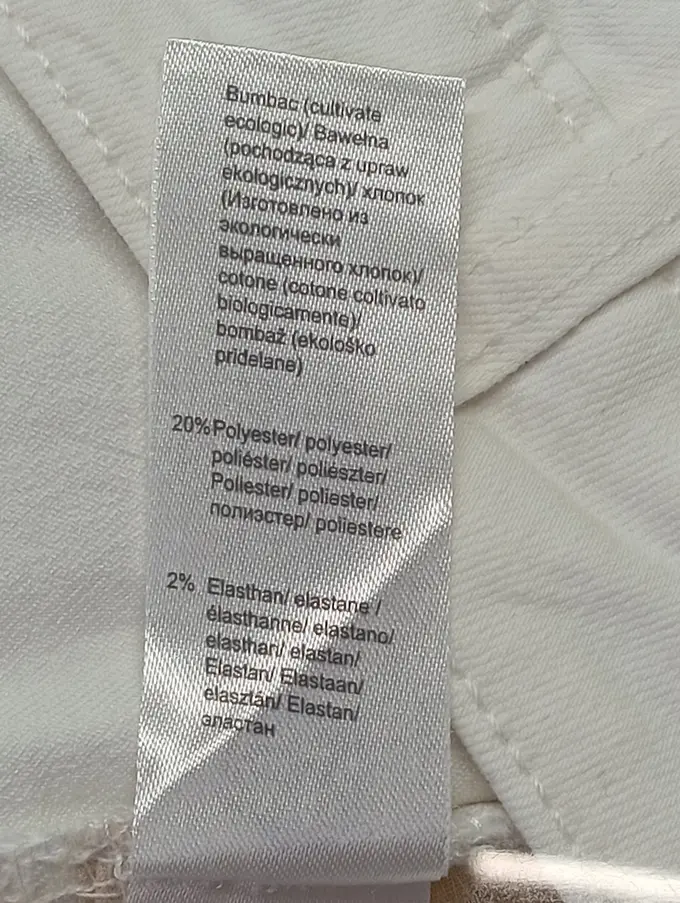 Bumbac (cultivate
ecologic)/ Bawełna
(pochodząca z upraw
ekologicznych)/ хлопок
(Изготовлено из
экологически
выращенного хлопок)/
cotone (cotone coltivato
biologicamente)/
bombaž (ekološko
pridelane)
20% Polyester/ polyester/
poliéster/ poliészter/
Poliester/ poliester/
полиэстер/ poliestere
2% Elasthan/ elastane /
élasthanne/ elastano/
elasthan/ elastan/
Elastan/ Elastaan/
elasztán/ Elastan/
эластан